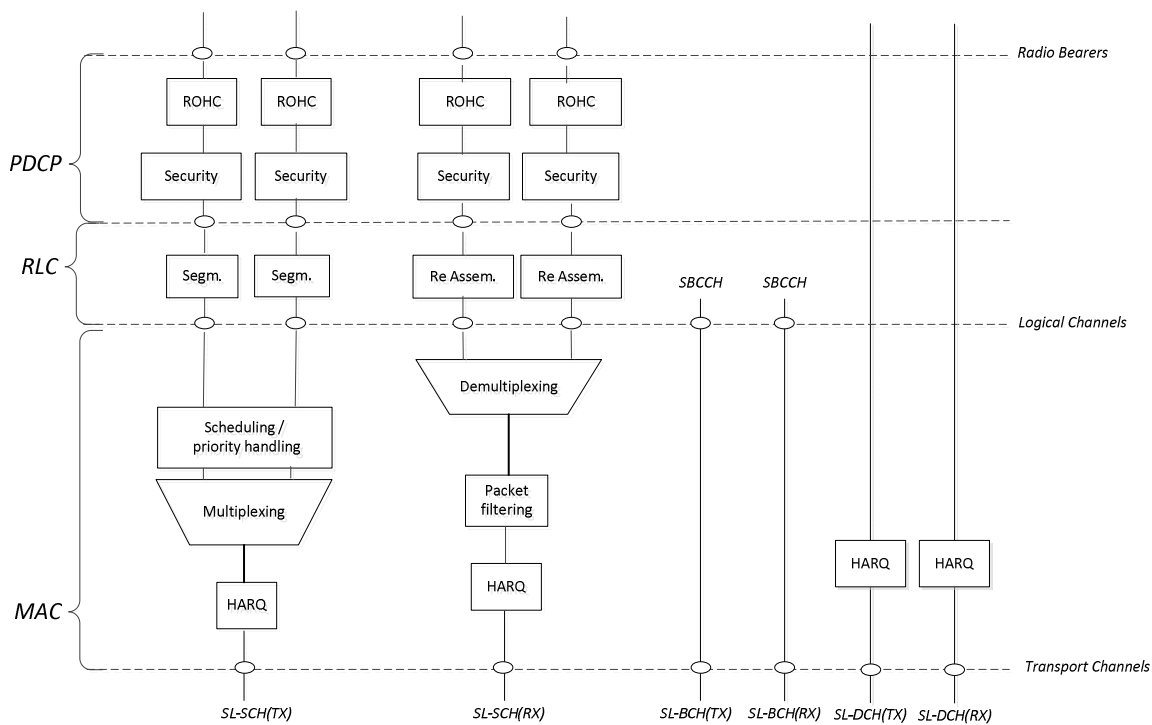 Radio Bearers
ROHC
ROHC
ROHC
ROHC
PDCP
Security
Security
Security
Security
RLC
Segm.
Segm.
Re Assem.
Re Assem.
SBCCH
SBCCH
Logical Channels
Demultiplexing
Scheduling /
priority handling
Packet
filtering
Multiplexing
HARQ
HARQ
HARQ
HARQ
MAC
Transport Channels
SL-SCH(TX)
SL-SCH(RX)
SL-BCH(TX)
SL-BCH(RX)
SL-DCH(TX)
SL-DCH(RX)